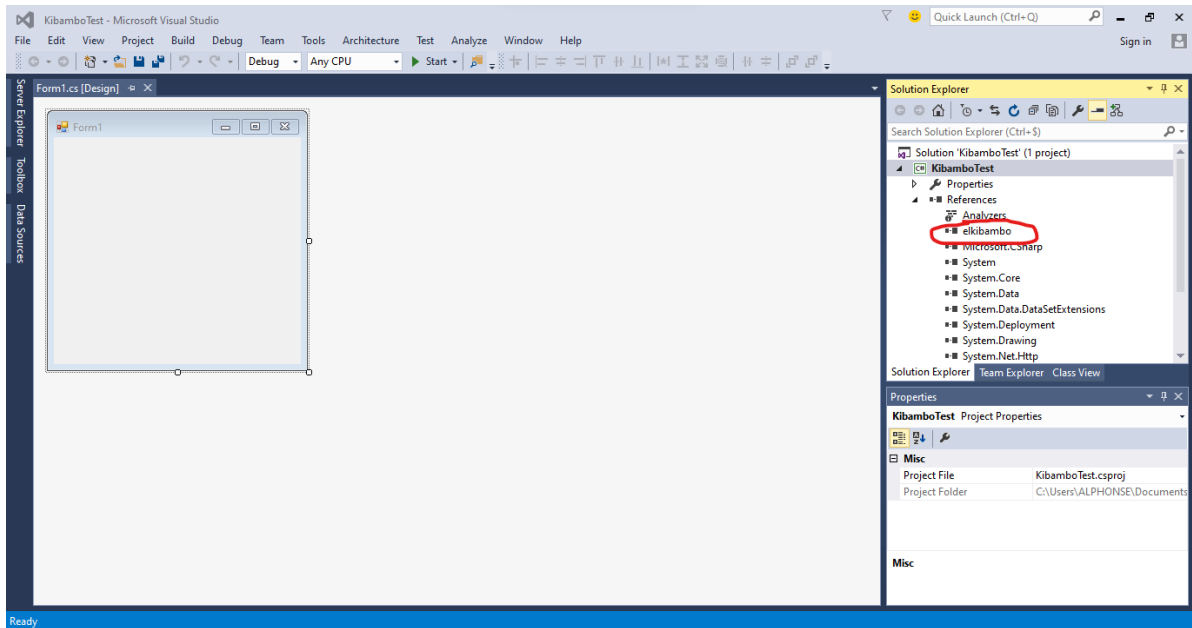 KibamboTest - Microsoft Visual Studio
Quick Launch (Ctrl+Q)
File Edit View Project Build Debug Team Tools Architecture Test Analyze Window Help
Sign in
Debug Any CPU Start
Server Explorer
Toolbox
Data Sources
Form1.cs [Design]
Form1
Solution Explorer
Search Solution Explorer (Ctrl+$)
Solution 'KibamboTest' (1 project)
C# KibamboTest
Properties
References
Analyzers
elkibambo
Microsoft.CSharp
System
System.Core
System.Data
System.Data.DataSetExtensions
System.Deployment
System.Drawing
System.Net.Http
Solution Explorer Team Explorer Class View
Properties
KibamboTest Project Properties
Misc
Project File KibamboTest.csproj
Project Folder C:\Users\ALPHONSE\Documents
Misc
Ready